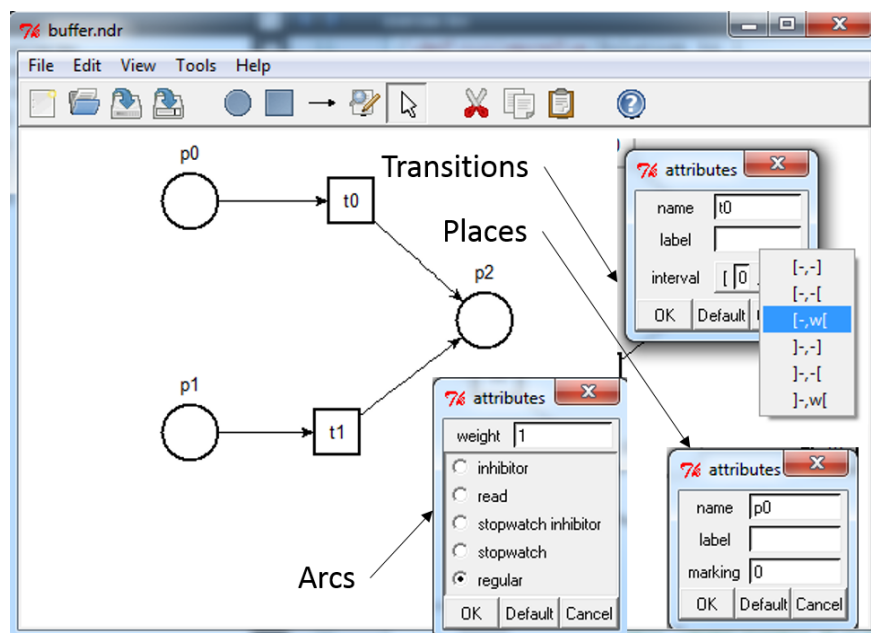 buffer.ndr
File Edit View Tools Help
p0
t0
p2
p1
t1
Transitions
Places
Arcs
attributes
name t0
label
interval [ 0 ,
OK Default
[-,-]
[-,-[
[-,w[
]-,-]
]-,-[
]-,w[
attributes
weight 1
inhibitor
read
stopwatch inhibitor
stopwatch
regular
OK Default Cancel
attributes
name p0
label
marking 0
OK Default Cancel